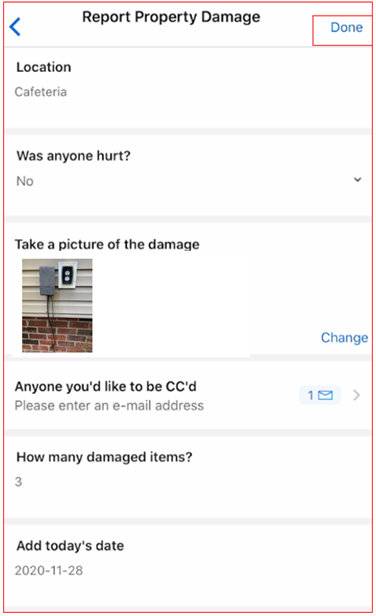 Report Property Damage
Done
Location
Cafeteria
Was anyone hurt?
No
Take a picture of the damage
Change
Anyone you'd like to be CC'd
Please enter an e-mail address
1
How many damaged items?
3
Add today's date
2020-11-28